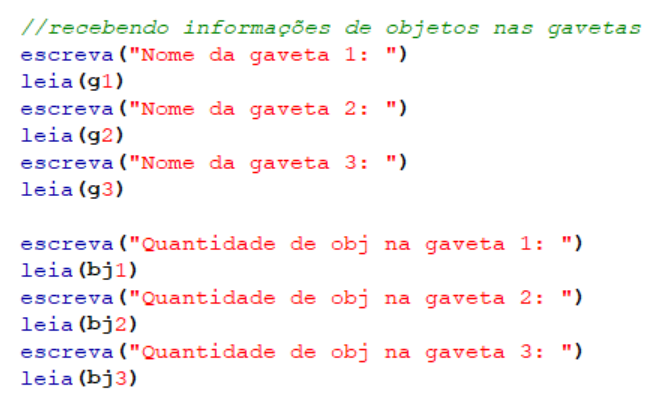 //recebendo informações de objetos nas gavetas
escreva("Nome da gaveta 1: ")
leia(g1)
escreva("Nome da gaveta 2: ")
leia(g2)
escreva("Nome da gaveta 3: ")
leia(g3)
escreva("Quantidade de obj na gaveta 1: ")
leia(bj1)
escreva("Quantidade de obj na gaveta 2: ")
leia(bj2)
escreva("Quantidade de obj na gaveta 3: ")
leia(bj3)